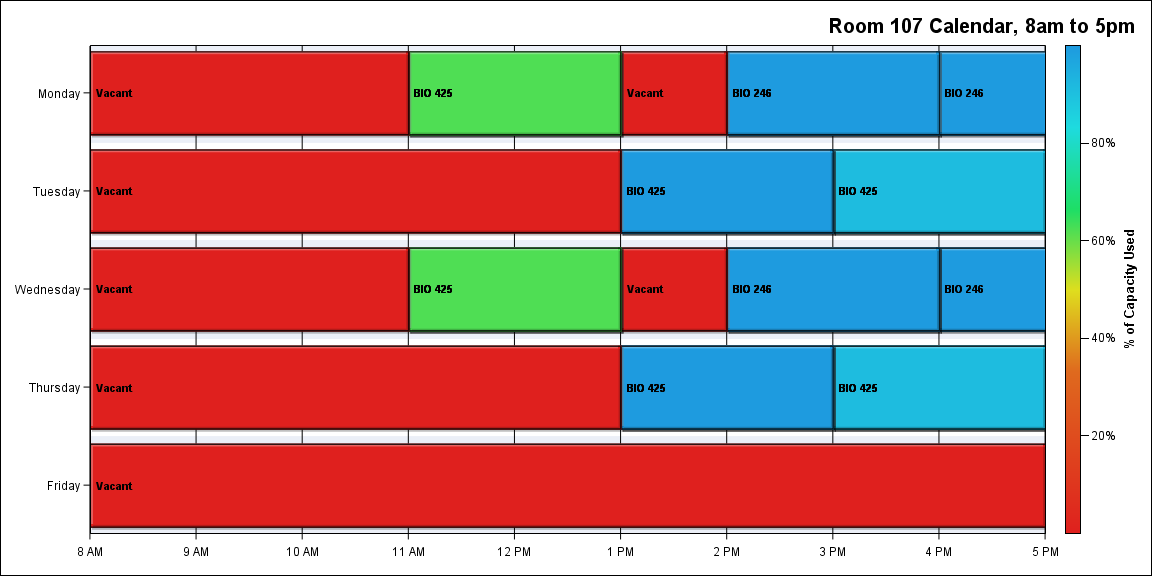 Room 107 Calendar, 8am to 5pm
Monday
Vacant
BIO 425
Vacant
BIO 246
BIO 246
Tuesday
Vacant
BIO 425
BIO 425
Wednesday
Vacant
BIO 425
Vacant
BIO 246
BIO 246
Thursday
Vacant
BIO 425
BIO 425
Friday
Vacant
8 AM
9 AM
10 AM
11 AM
12 PM
1 PM
2 PM
3 PM
4 PM
5 PM
80%
60%
40%
20%
% of Capacity Used